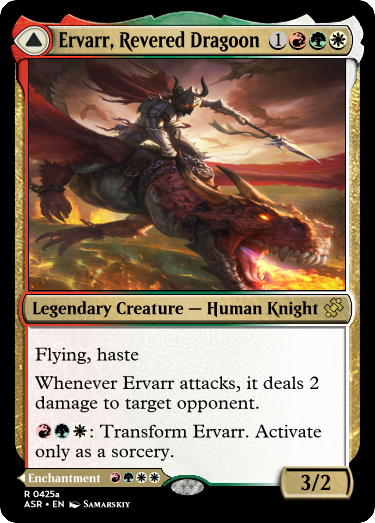 Ervarr, Revered Dragoon 1
Legendary Creature — Human Knight
Flying, haste
Whenever Ervarr attacks, it deals 2
damage to target opponent.
: Transform Ervarr. Activate
only as a sorcery.
Enchantment
3/2
R 0425a
ASR • EN Samarskiy